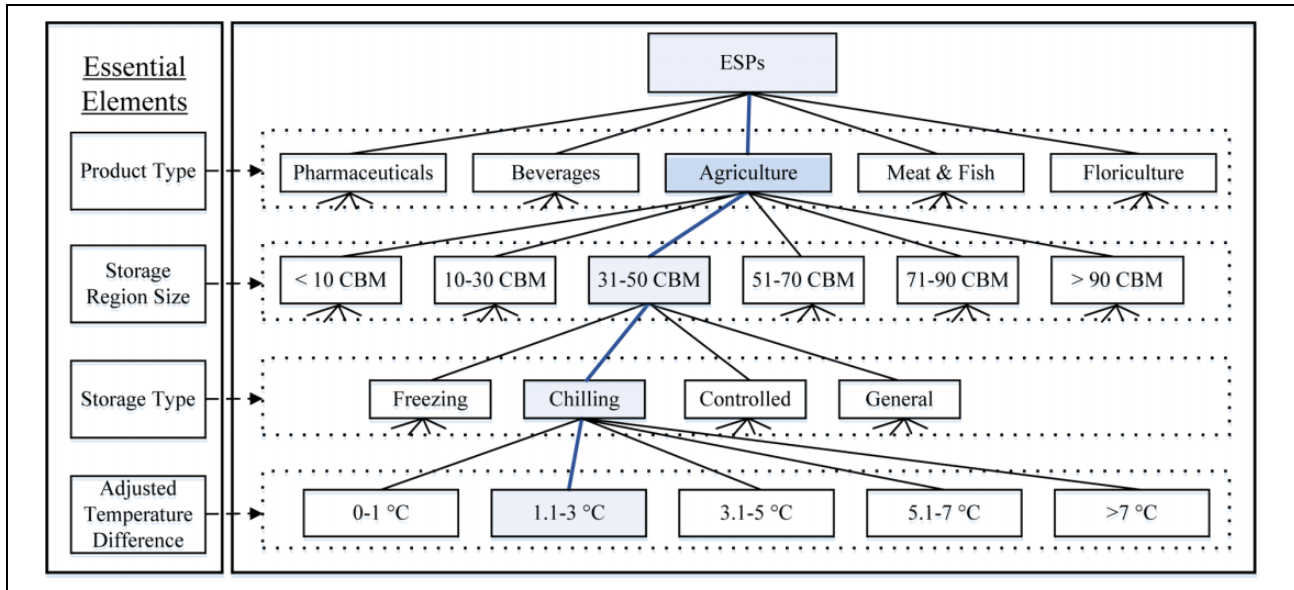 Essential
Elements
ESPs
Product Type
Pharmaceuticals
Beverages
Agriculture
Meat & Fish
Floriculture
Storage
Region Size
< 10 CBM
10-30 CBM
31-50 CBM
51-70 CBM
71-90 CBM
> 90 CBM
Storage Type
Freezing
Chilling
Controlled
General
Adjusted
Temperature
Difference
0-1 °C
1.1-3 °C
3.1-5 °C
5.1-7 °C
>7 °C